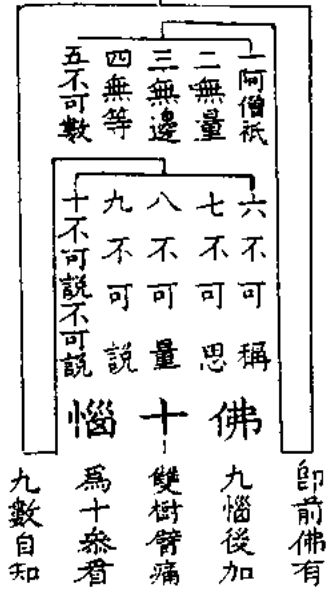 一阿僧祇
二無量
三無邊
四無等
五不可數
六不可稱
七不可思
八不可量
九不可說
十不可說不可說
佛十惱
即前佛有
九惱後加
雙樹臂痛
為十參看
九數自知